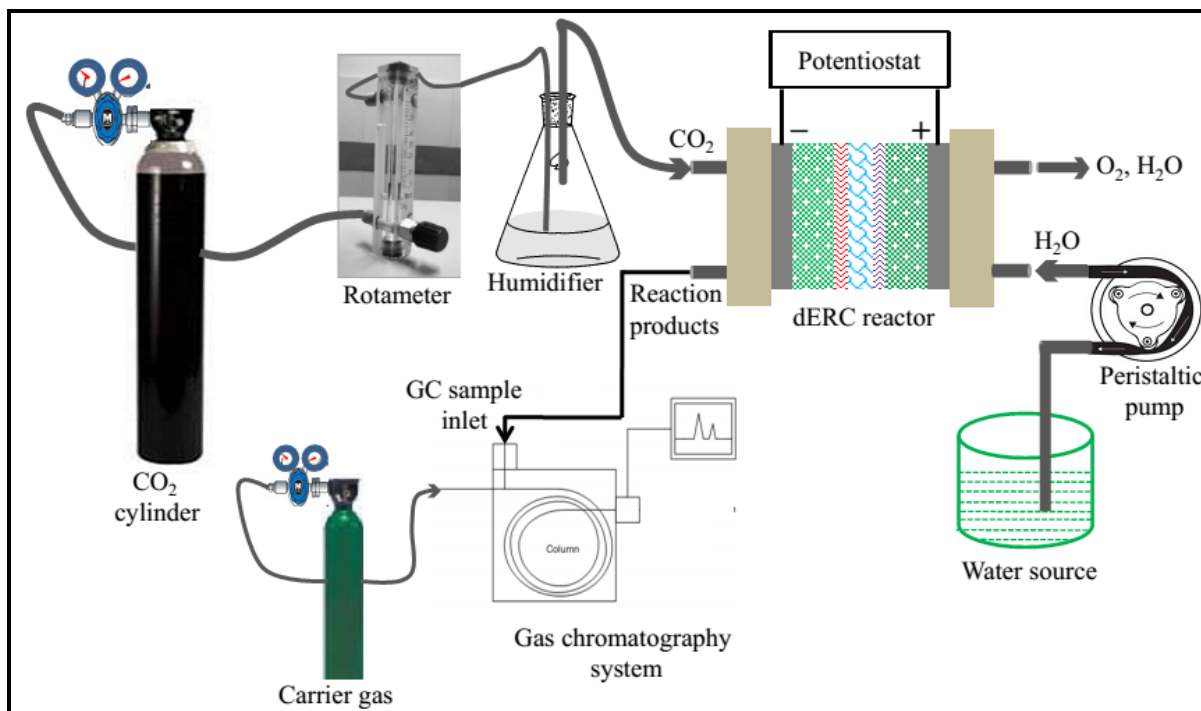 Potentiostat
− +
CO₂
O₂, H₂O
H₂O
Rotameter
Humidifier
Reaction
products
dERC reactor
Peristaltic
pump
GC sample
inlet
CO₂
cylinder
M
M
Column
Water source
Gas chromatography
system
Carrier gas